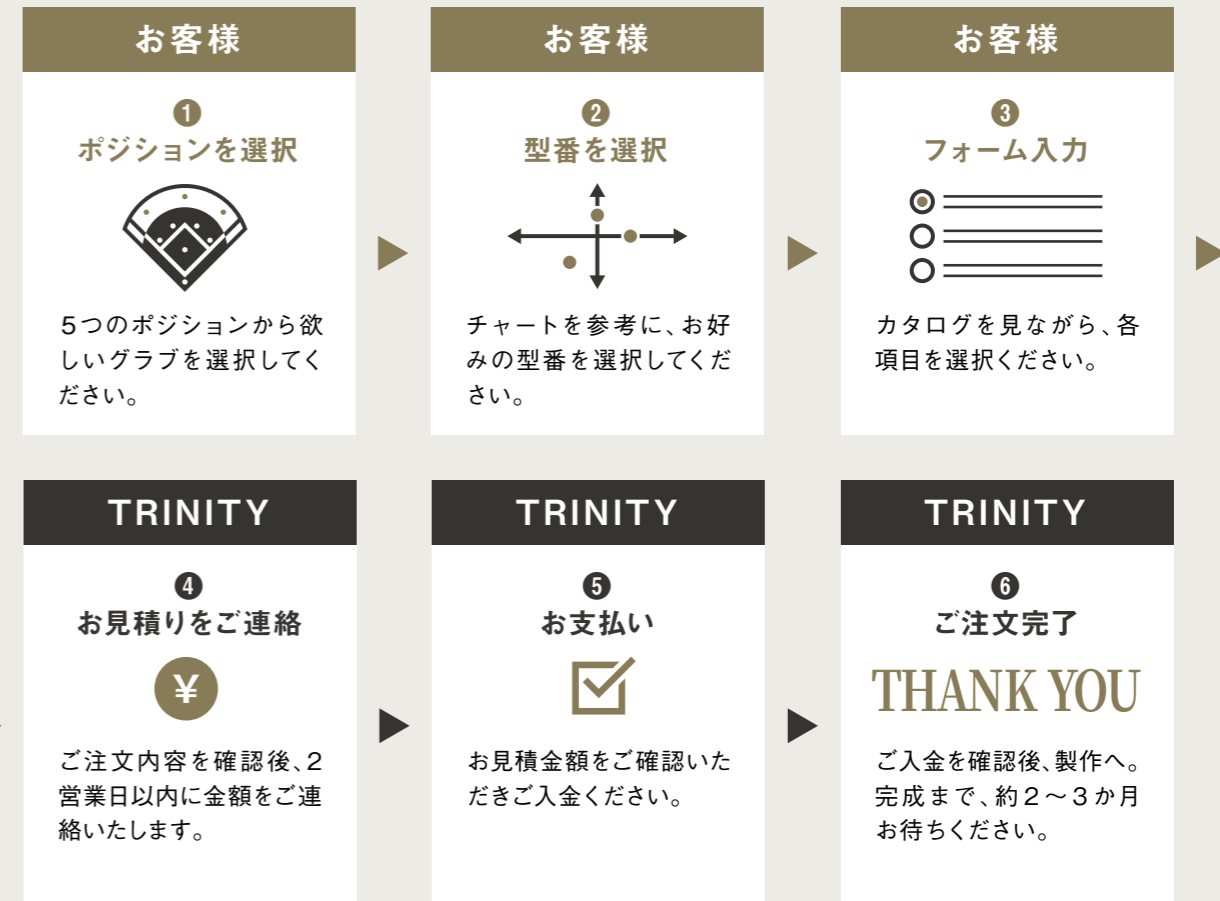 お客様
❶
ポジションを選択
5つのポジションから欲
しいグラブを選択してく
ださい。
お客様
❷
型番を選択
チャートを参考に、お好
みの型番を選択してくだ
さい。
お客様
❸
フォーム入力
カタログを見ながら、各
項目を選択ください。
TRINITY
❹
お見積りをご連絡
¥
ご注文内容を確認後、2
営業日以内に金額をご連
絡いたします。
TRINITY
❺
お支払い
お見積金額をご確認いた
だきご入金ください。
TRINITY
❻
ご注文完了
THANK YOU
ご入金を確認後、製作へ。
完成まで、約2～3か月
お待ちください。